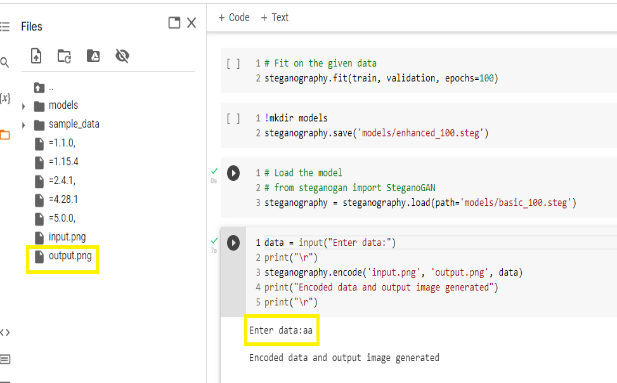 Files
..
models
sample_data
=1.1.0,
=1.15.4
=2.4.1,
=4.28.1
=5.0.0,
input.png
output.png
{x}
<>
+ Code + Text
[ ] 1 # Fit on the given data
2 steganography.fit(train, validation, epochs=100)
[ ] 1 !mkdir models
2 steganography.save('models/enhanced_100.steg')
1 # Load the model
2 # from steganogan import SteganoGAN
3 steganography = steganography.load(path='models/basic_100.steg')
1 data = input("Enter data:")
2 print("\r")
3 steganography.encode('input.png', 'output.png', data)
4 print("Encoded data and output image generated")
5 print("\r")
Enter data:aa
Encoded data and output image generated